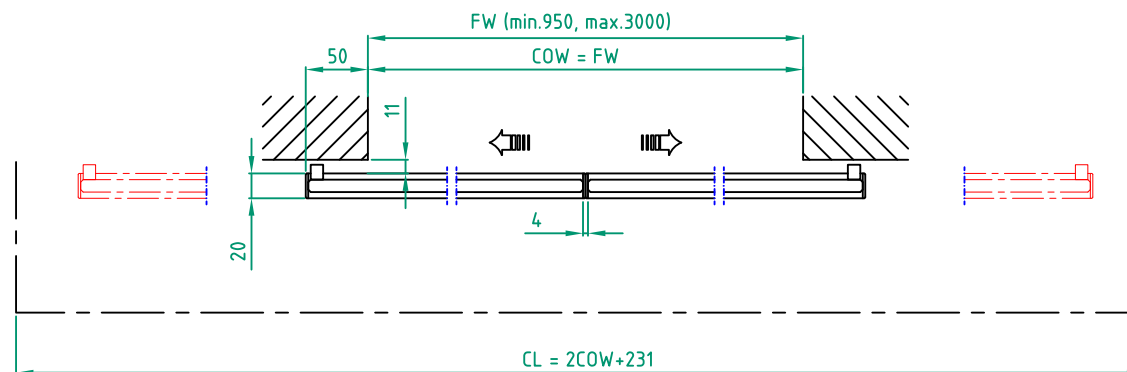 FW (min.950, max.3000)
50
COW = FW
11
4
20
CL = 2COW+231